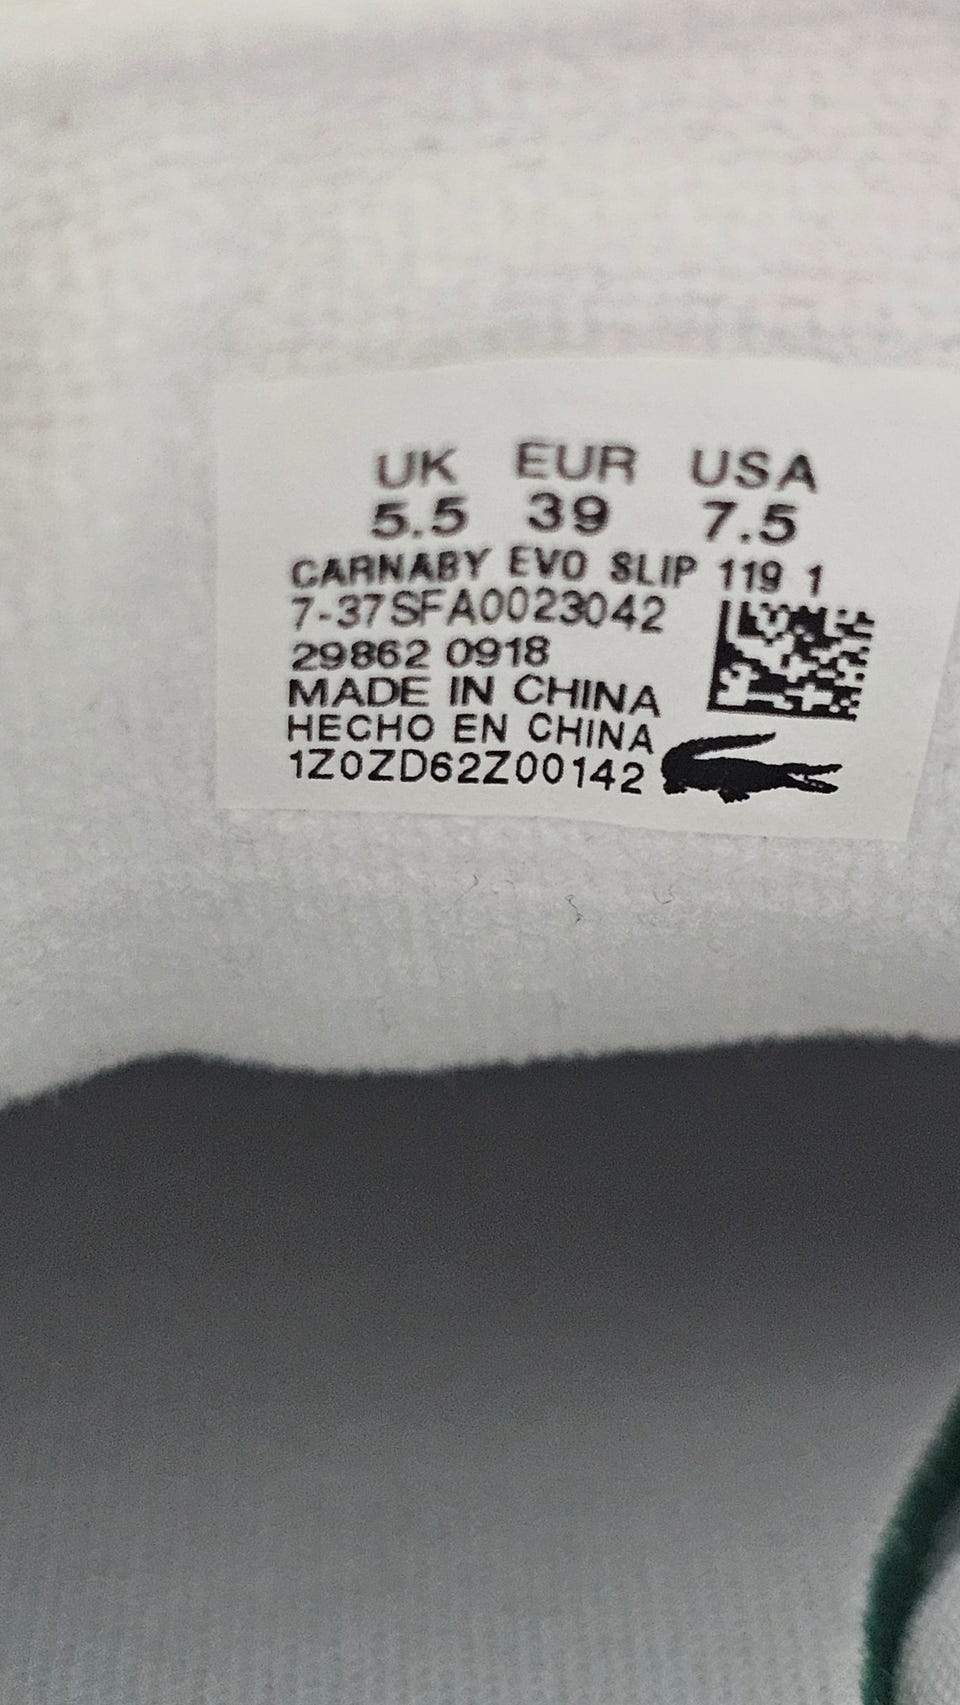 UK EUR USA
5.5 39 7.5
CARNABY EVO SLIP 119 1
7-37SFA0023042
29862 0918
MADE IN CHINA
HECHO EN CHINA
1Z0ZD62Z00142